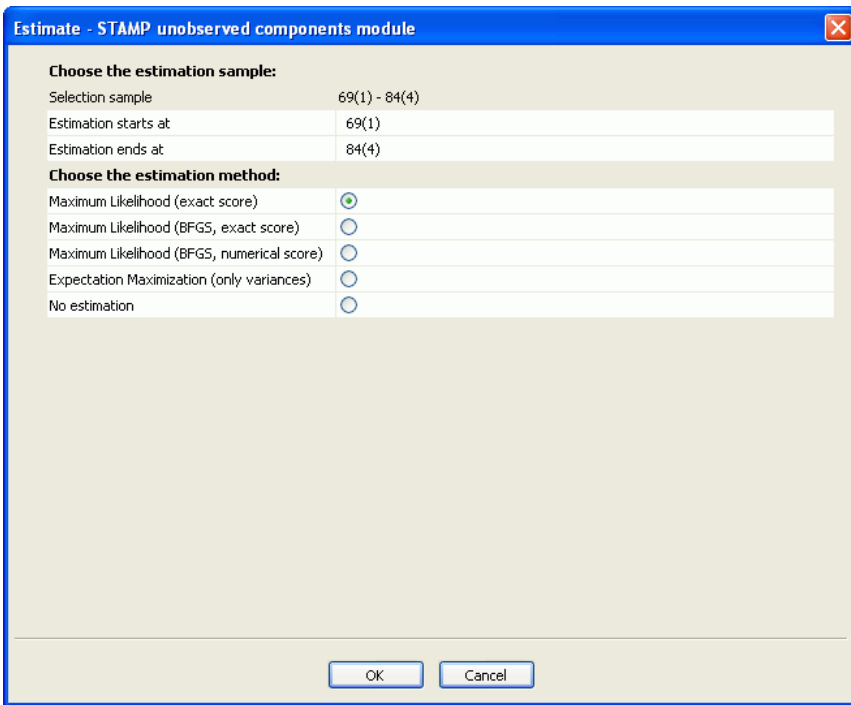 Estimate - STAMP unobserved components module
Choose the estimation sample:
Selection sample 69(1) - 84(4)
Estimation starts at 69(1)
Estimation ends at 84(4)
Choose the estimation method:
Maximum Likelihood (exact score)
Maximum Likelihood (BFGS, exact score)
Maximum Likelihood (BFGS, numerical score)
Expectation Maximization (only variances)
No estimation
OK Cancel